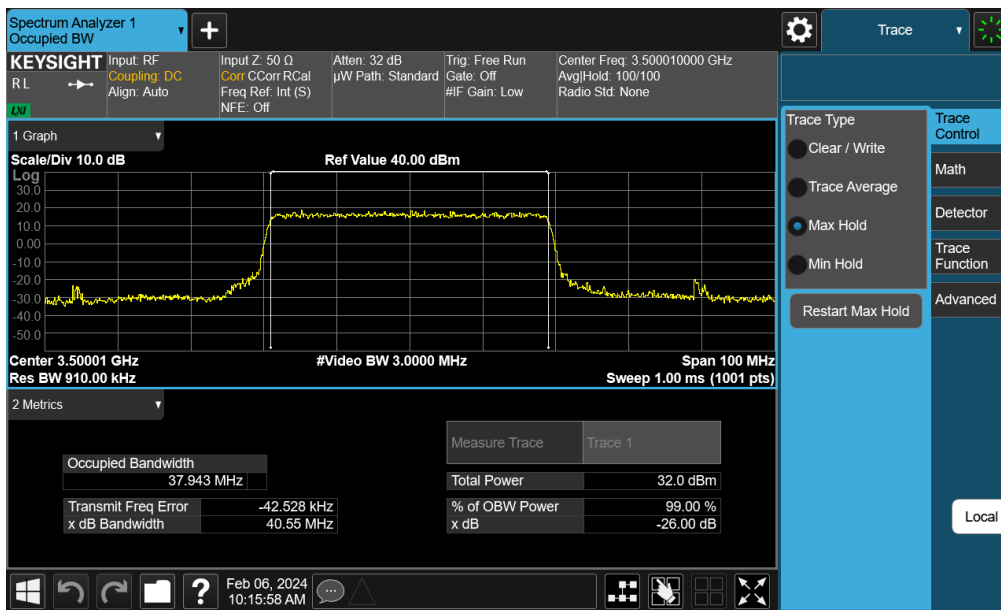 Spectrum Analyzer 1
Occupied BW
+
Trace
KEYSIGHT
RL
LXI
Input: RF
Coupling: DC
Align: Auto
Input Z: 50 Ω
Corr CCorr RCal
Freq Ref: Int (S)
NFE: Off
Atten: 32 dB
µW Path: Standard
Trig: Free Run
Gate: Off
#IF Gain: Low
Center Freq: 3.500010000 GHz
Avg|Hold: 100/100
Radio Std: None
1 Graph
Scale/Div 10.0 dB
Ref Value 40.00 dBm
Log
30.0
20.0
10.0
0.00
-10.0
-20.0
-30.0
-40.0
-50.0
Center 3.50001 GHz
#Video BW 3.0000 MHz
Span 100 MHz
Res BW 910.00 kHz
Sweep 1.00 ms (1001 pts)
2 Metrics
Measure Trace Trace 1
Occupied Bandwidth
37.943 MHz
Total Power 32.0 dBm
Transmit Freq Error -42.528 kHz
% of OBW Power 99.00 %
x dB Bandwidth 40.55 MHz
x dB -26.00 dB
Trace Type
Clear / Write
Trace Average
Max Hold
Min Hold
Restart Max Hold
Trace
Control
Math
Detector
Trace
Function
Advanced
Local
?
Feb 06, 2024
10:15:58 AM